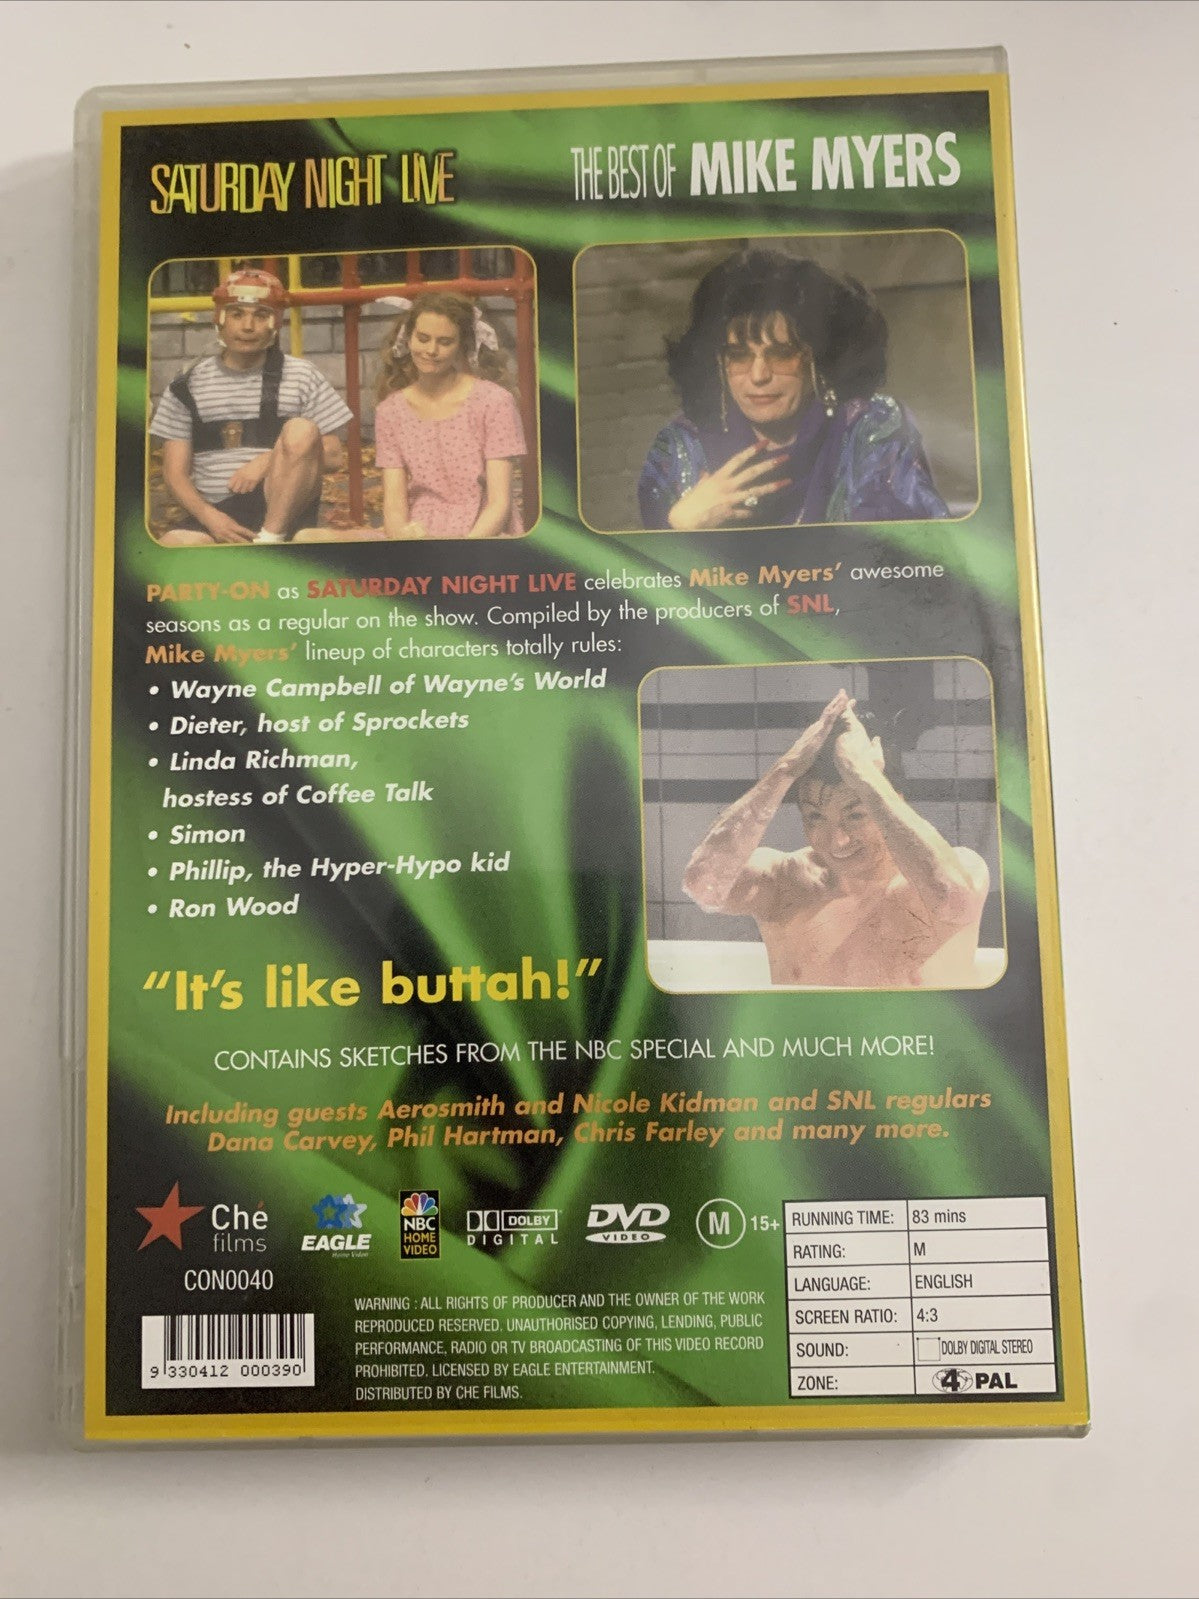 SATURDAY NIGHT LIVE
THE BEST OF MIKE MYERS
PARTY-ON as SATURDAY NIGHT LIVE celebrates Mike Myers' awesome
seasons as a regular on the show. Compiled by the producers of SNL,
Mike Myers' lineup of characters totally rules:
• Wayne Campbell of Wayne's World
• Dieter, host of Sprockets
• Linda Richman,
hostess of Coffee Talk
• Simon
• Phillip, the Hyper-Hypo kid
• Ron Wood
"It's like buttah!"
CONTAINS SKETCHES FROM THE NBC SPECIAL AND MUCH MORE!
Including guests Aerosmith and Nicole Kidman and SNL regulars
Dana Carvey, Phil Hartman, Chris Farley and many more.
Ché
films
CON0040
EAGLE
Home Video
NBC
HOME
VIDEO
DOLBY
DIGITAL
DVD
VIDEO
M 15+
RUNNING TIME: 83 mins
RATING: M
LANGUAGE: ENGLISH
SCREEN RATIO: 4:3
SOUND: DOLBY DIGITAL STEREO
ZONE: 4 PAL
WARNING : ALL RIGHTS OF PRODUCER AND THE OWNER OF THE WORK
REPRODUCED RESERVED. UNAUTHORISED COPYING, LENDING, PUBLIC
PERFORMANCE, RADIO OR TV BROADCASTING OF THIS VIDEO RECORD
PROHIBITED. LICENSED BY EAGLE ENTERTAINMENT.
DISTRIBUTED BY CHE FILMS.
9 330412 000390